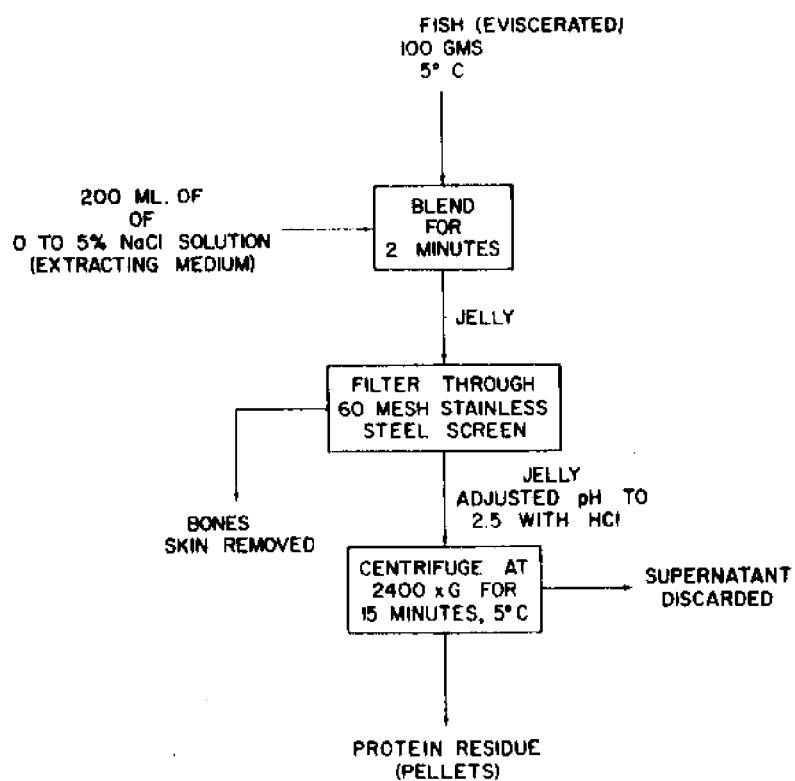 FISH (EVISCERATED)
100 GMS
5° C
200 ML. OF
OF
0 TO 5% NaCl SOLUTION
(EXTRACTING MEDIUM)
BLEND
FOR
2 MINUTES
JELLY
FILTER THROUGH
60 MESH STAINLESS
STEEL SCREEN
BONES
SKIN REMOVED
JELLY
ADJUSTED pH TO
2.5 WITH HCl
CENTRIFUGE AT
2400 xG FOR
15 MINUTES, 5° C
SUPERNATANT
DISCARDED
PROTEIN RESIDUE
(PELLETS)